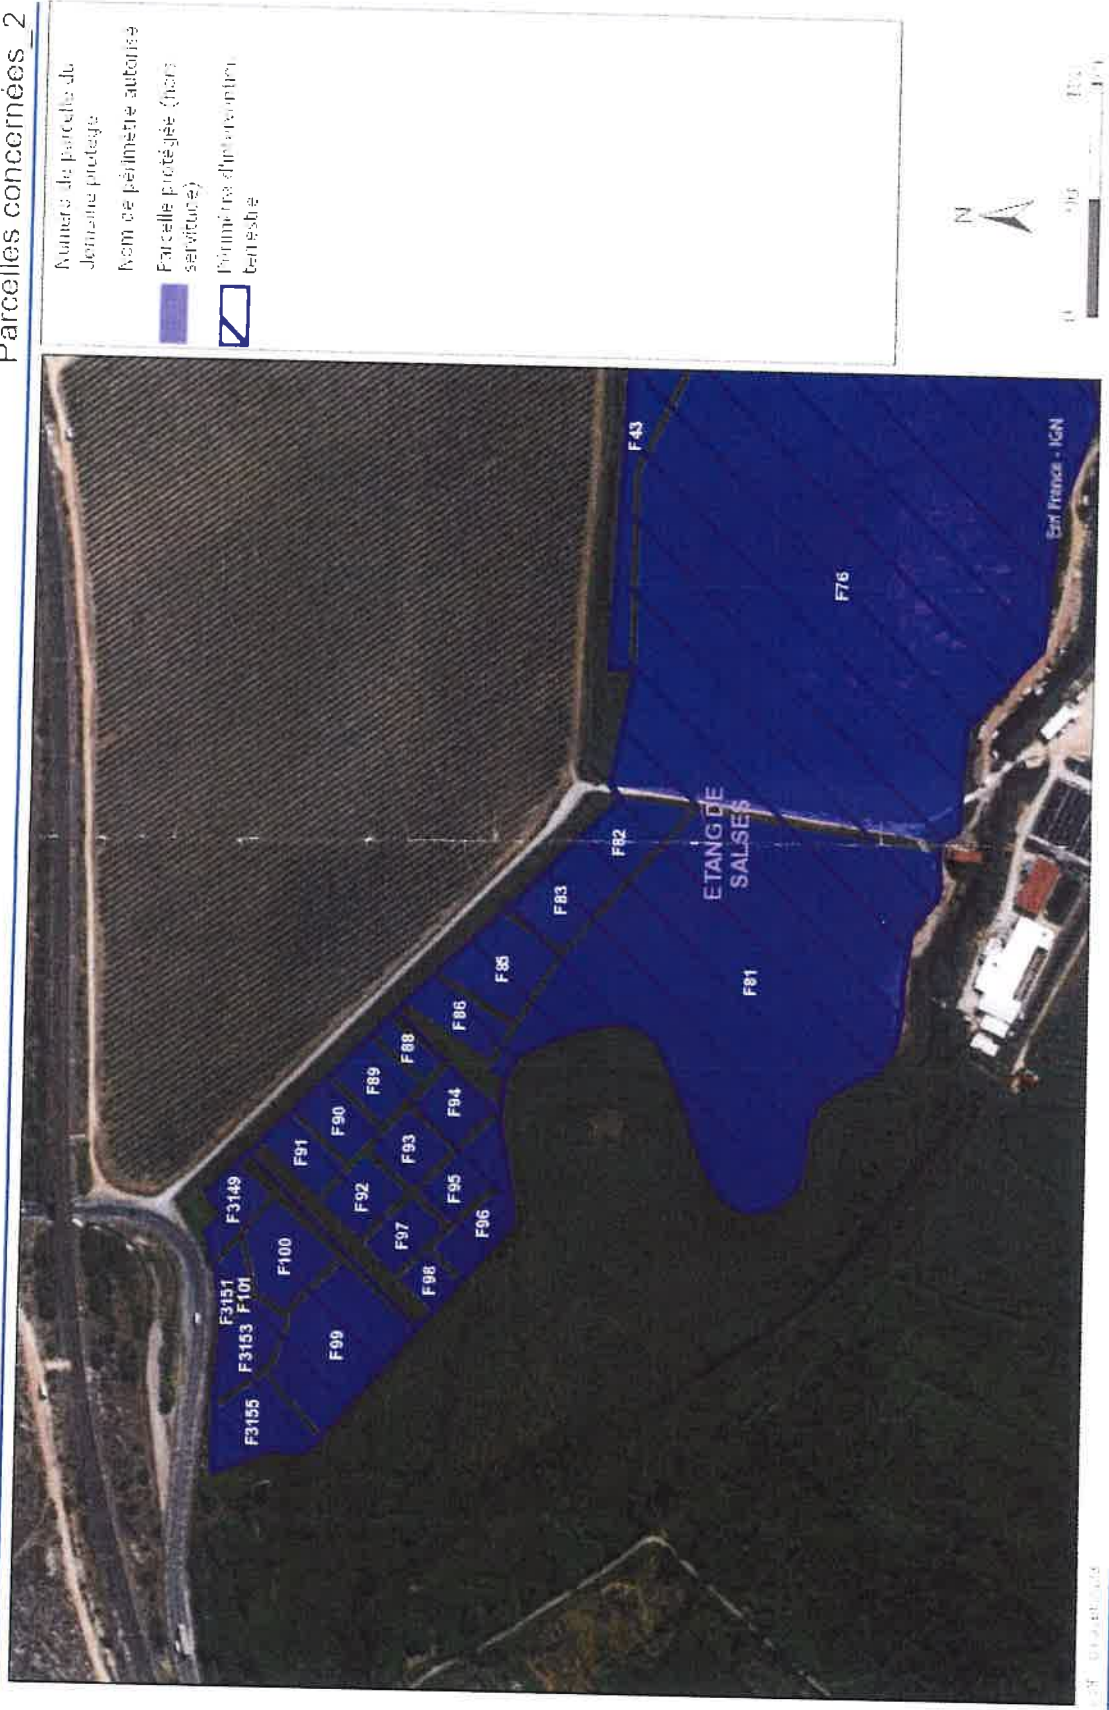 Parcelles concernées_2
Numéro de parcelle du
domaine protégé
Nom de périmètre autorisé
Parcelle protégée (hors
servitude)
Périmètre d'intervention
terrestre
N
0
F3155
F3153
F3151
F101
F3149
F99
F100
F91
F90
F89
F88
F86
F85
F83
F82
F98
F97
F92
F93
F94
F95
F96
F81
ETANG DE
SALSES
F43
F76
Esri France - IGN